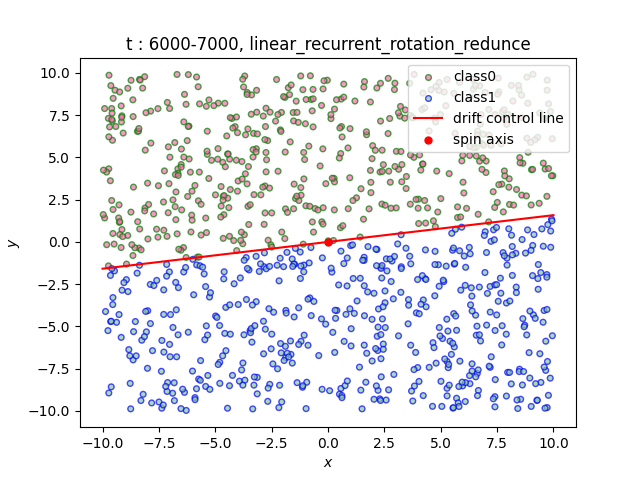 t : 6000-7000, linear_recurrent_rotation_redunce
class0
class1
drift control line
spin axis
10.0
7.5
5.0
2.5
0.0
−2.5
−5.0
−7.5
−10.0
y
−10.0 −7.5 −5.0 −2.5 0.0 2.5 5.0 7.5 10.0
x